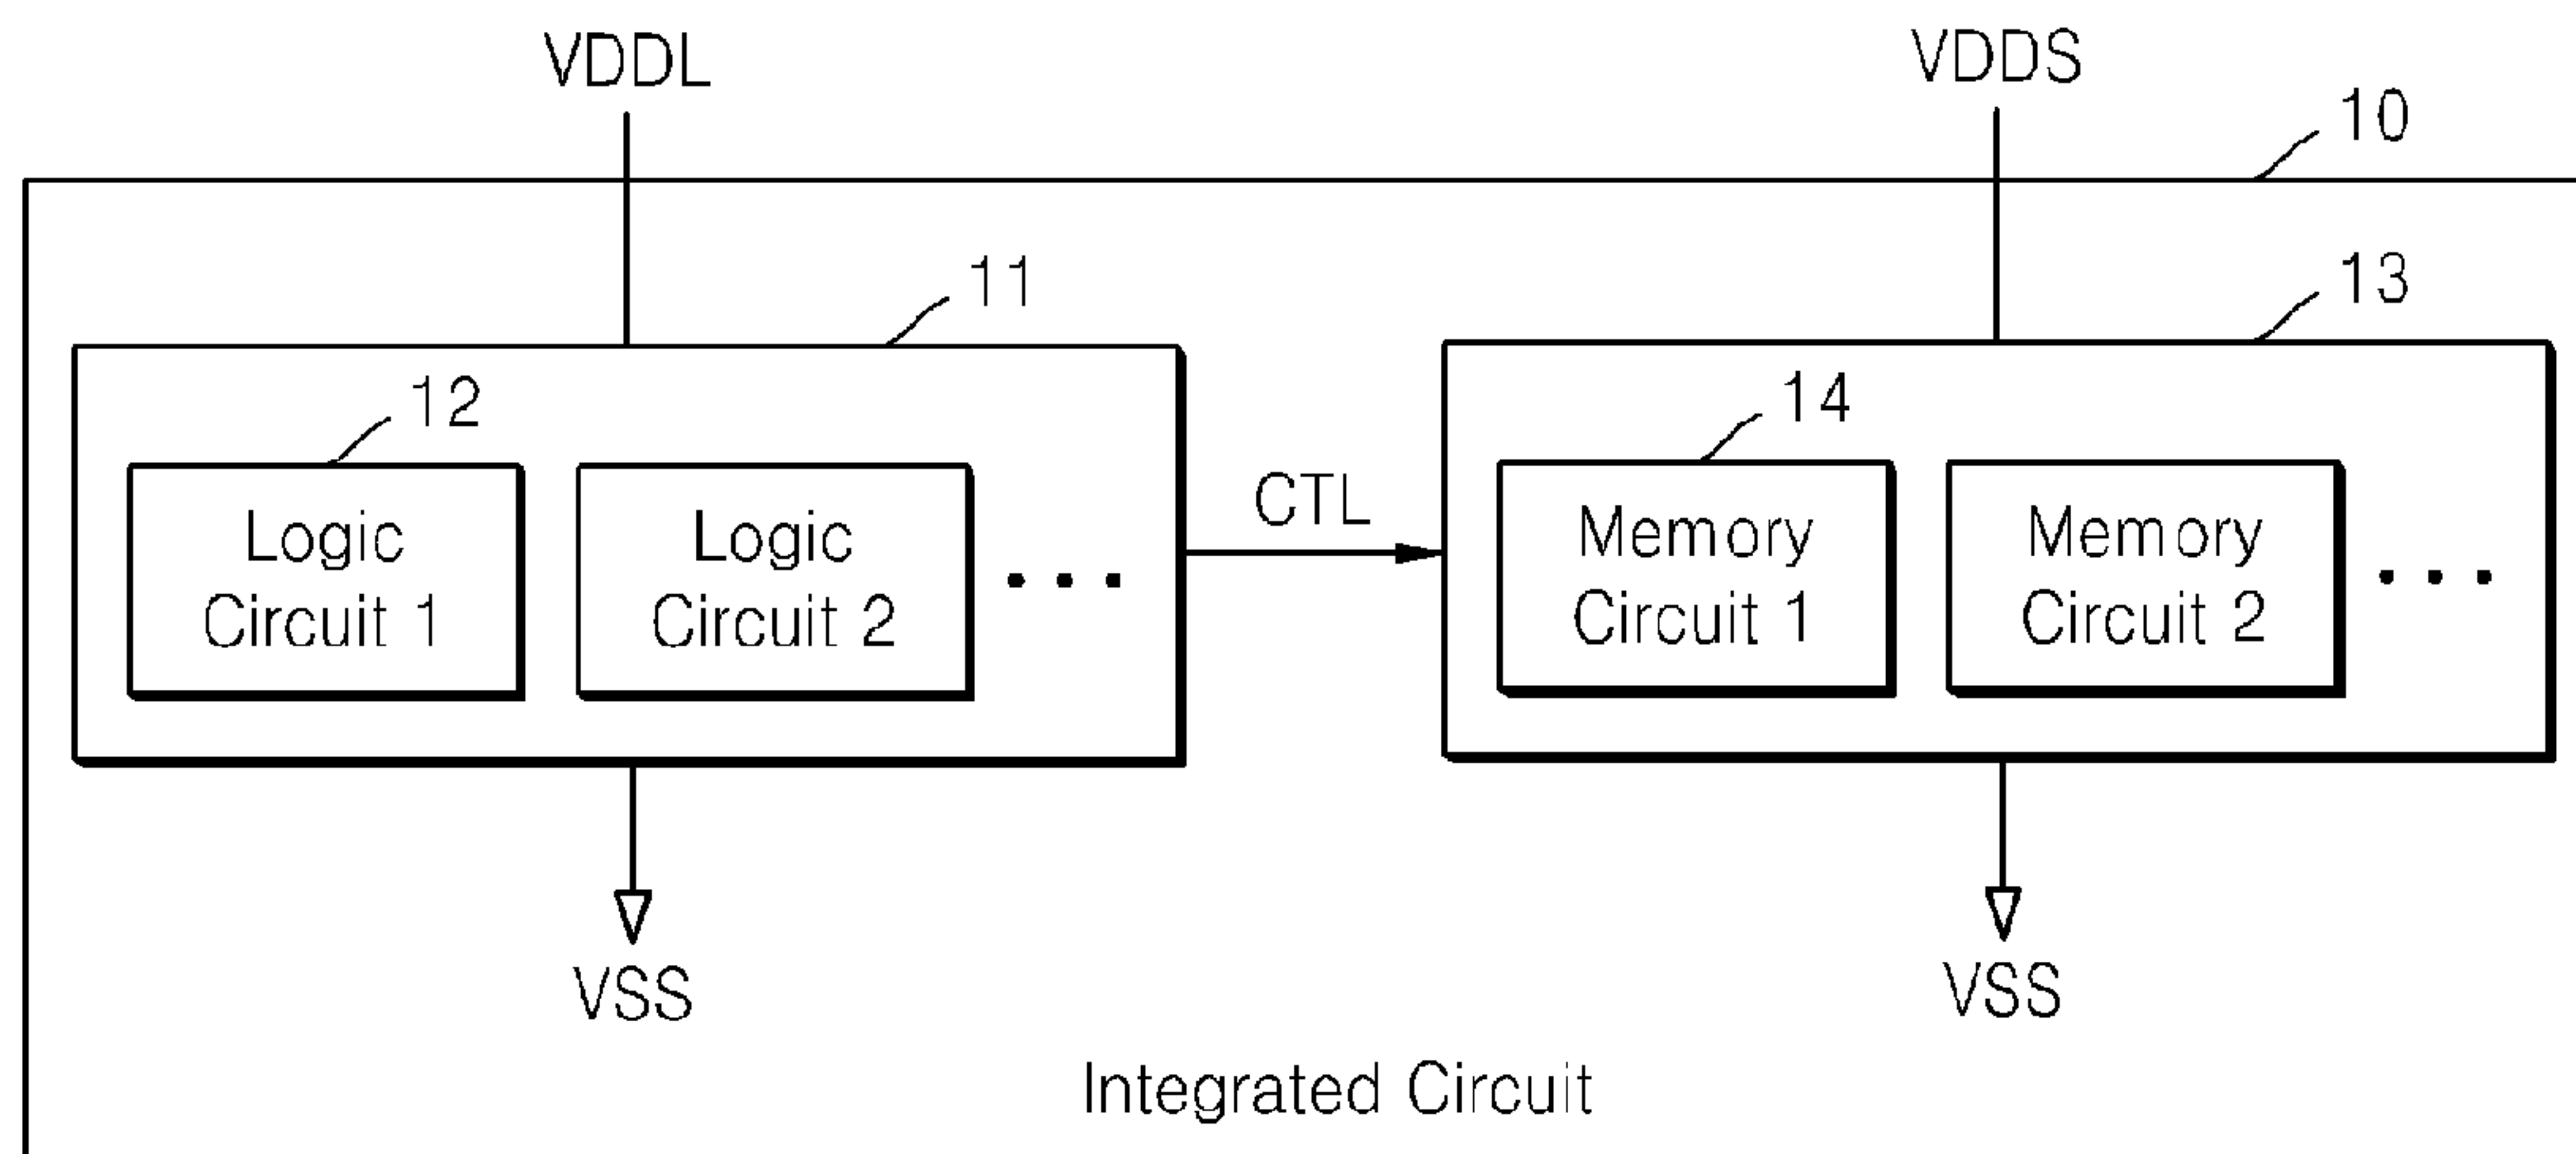 VDDL
VDDS
10
11
13
12
14
Logic
Circuit 1
Logic
Circuit 2
CTL
Memory
Circuit 1
Memory
Circuit 2
VSS
VSS
Integrated Circuit